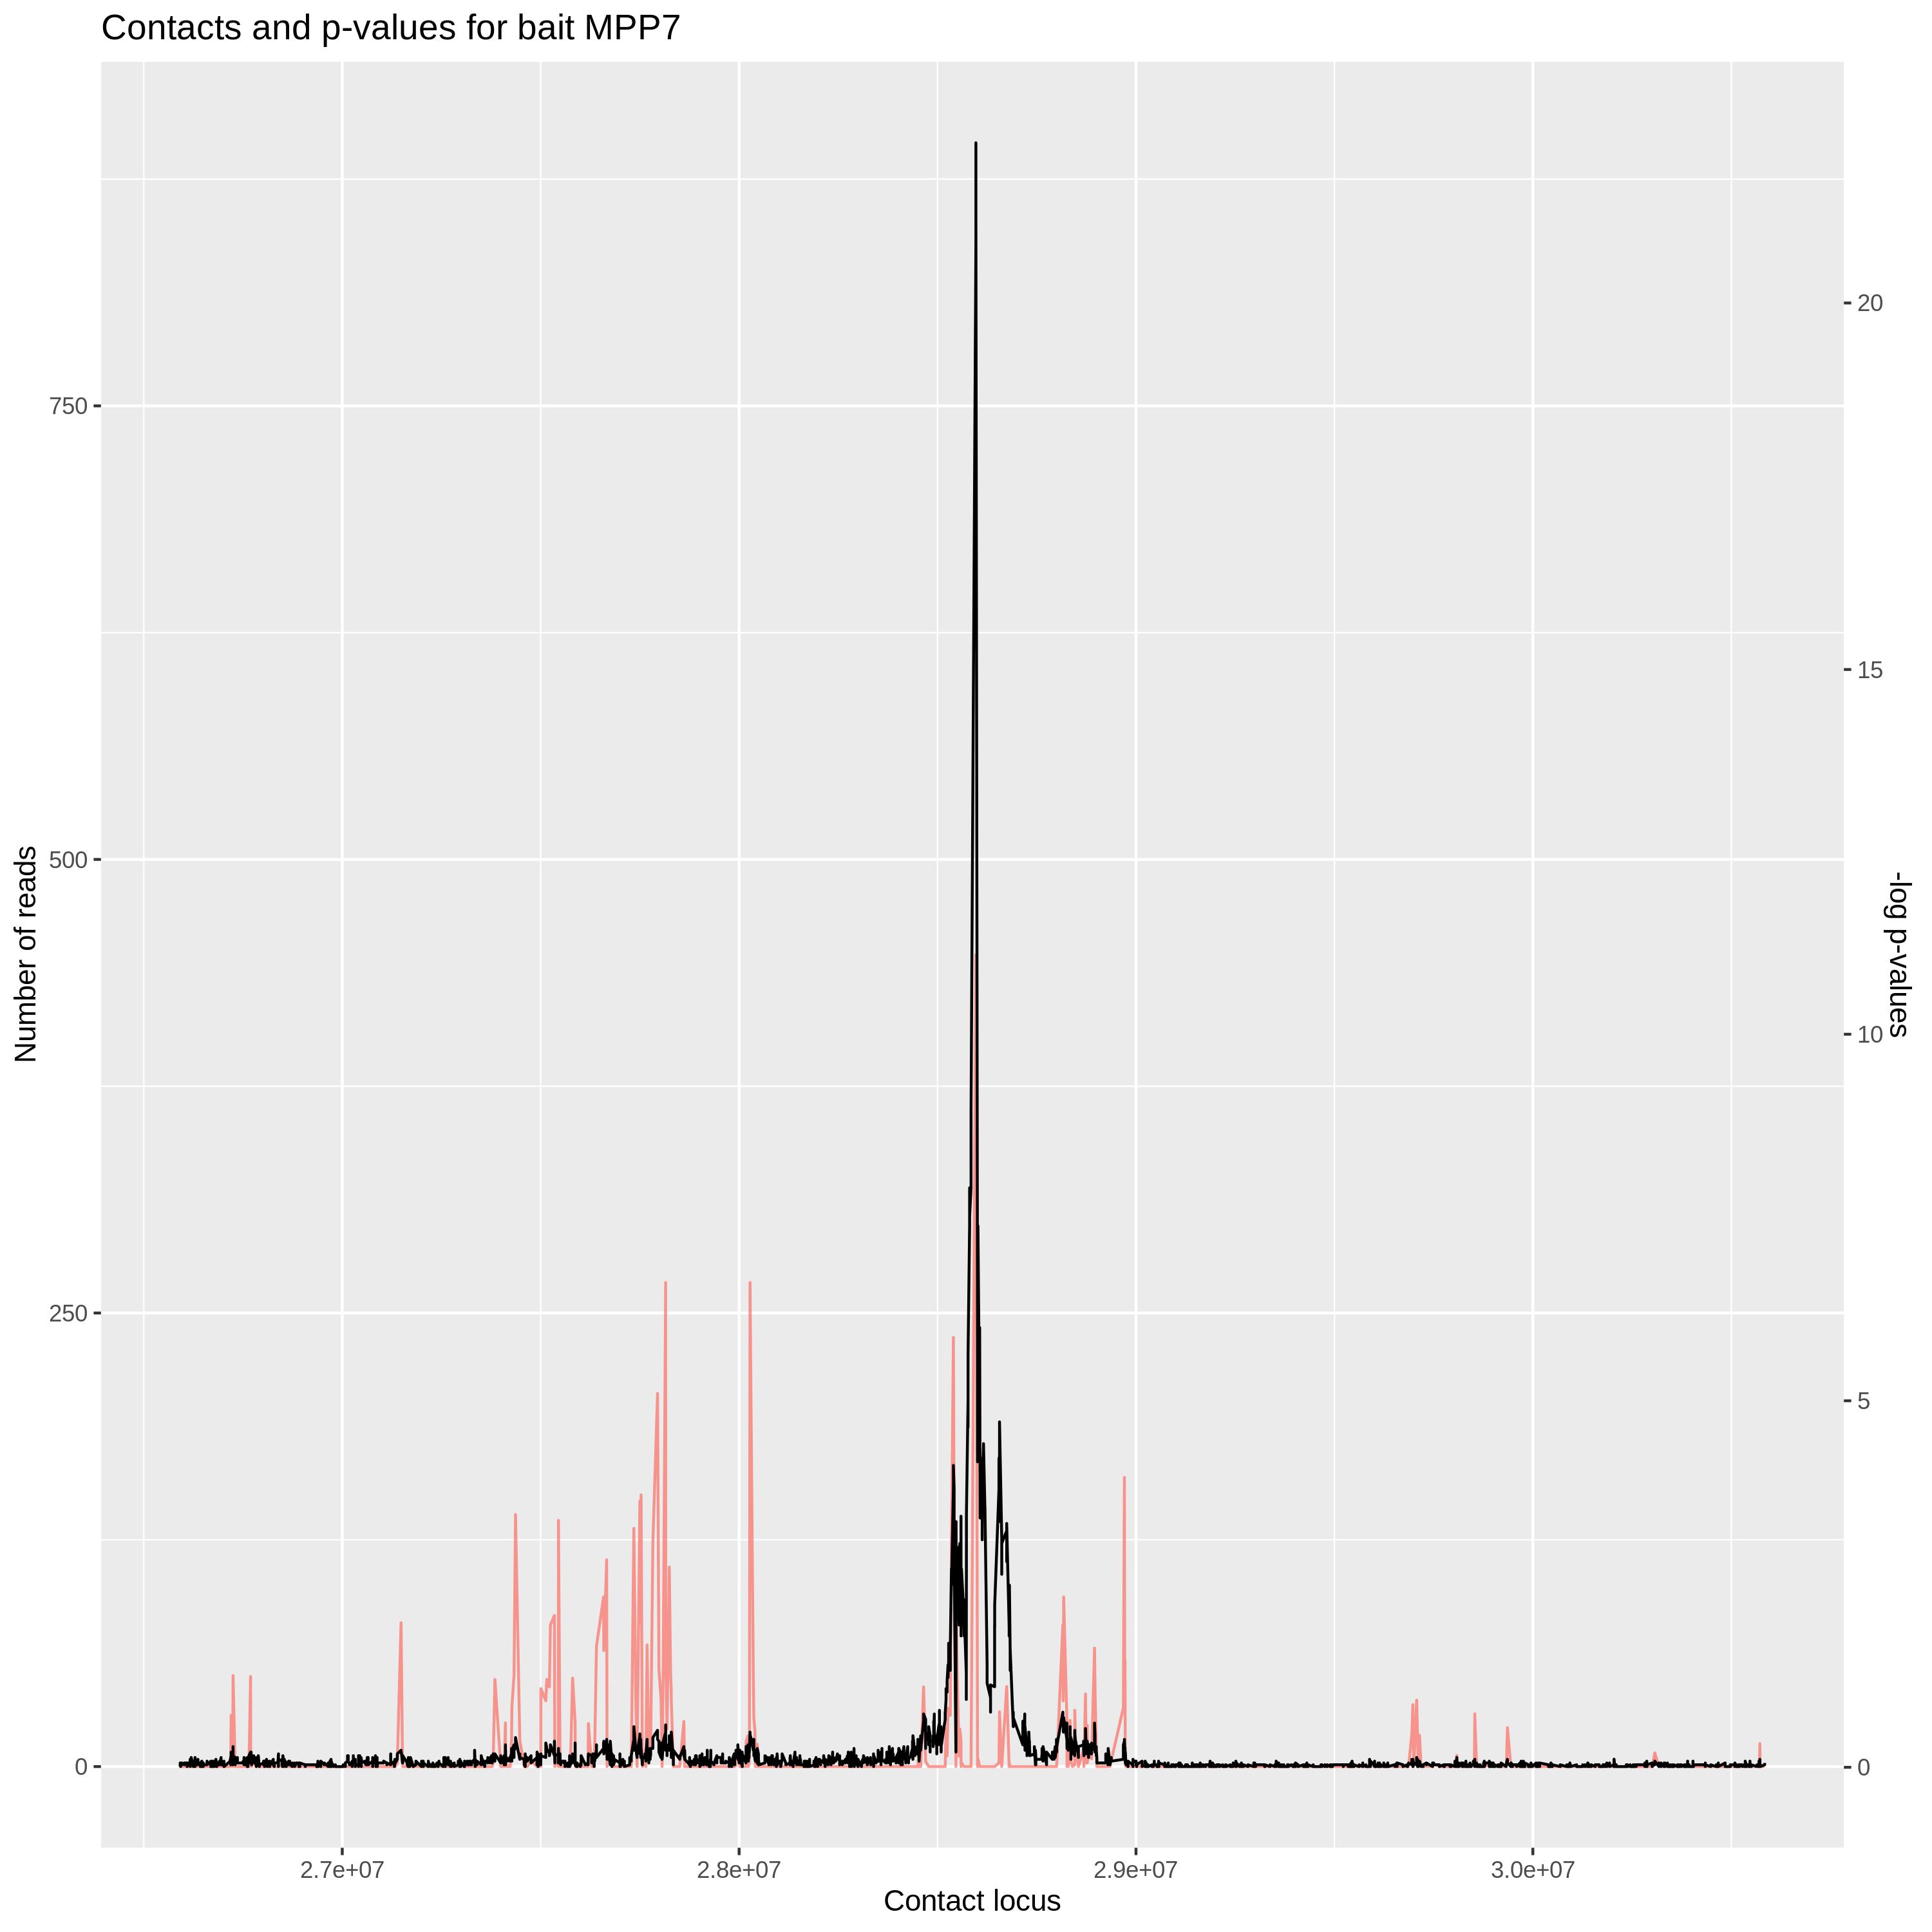 Contacts and p-values for bait MPP7
Number of reads
750
500
250
0
20
15
10
5
0
-log p-values
2.7e+07 2.8e+07 2.9e+07 3.0e+07
Contact locus